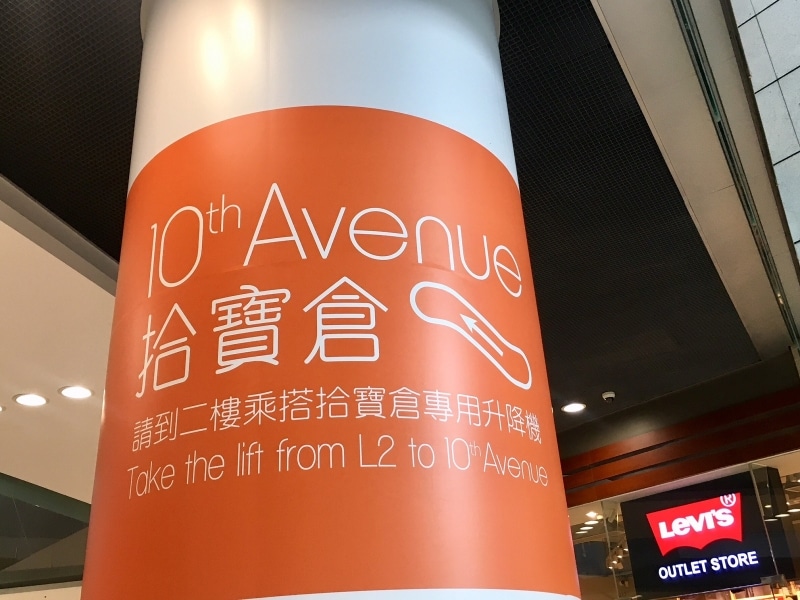 10th Avenue
拾寶倉
請到二樓乘搭拾寶倉專用升降機
Take the lift from L2 to 10th Avenue
LEVI'S®
OUTLET STORE